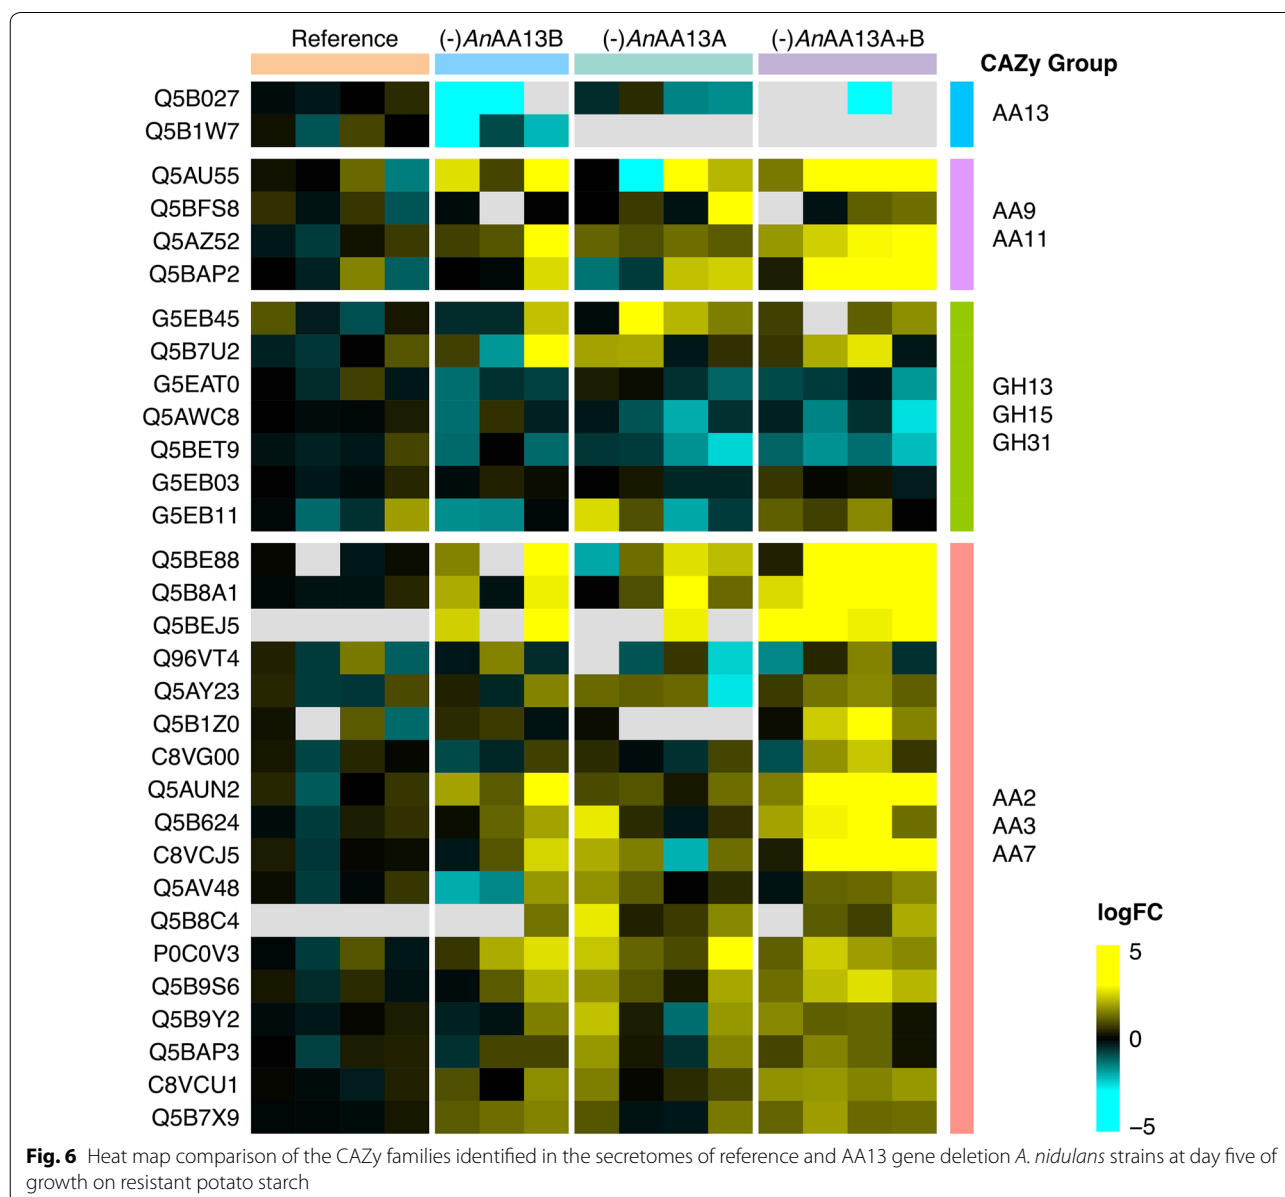 Reference
(-)AnAA13B
(-)AnAA13A
(-)AnAA13A+B
CAZy Group
Q5B027
Q5B1W7
AA13
Q5AU55
Q5BFS8
Q5AZ52
Q5BAP2
AA9
AA11
G5EB45
Q5B7U2
G5EAT0
Q5AWC8
Q5BET9
G5EB03
G5EB11
GH13
GH15
GH31
Q5BE88
Q5B8A1
Q5BEJ5
Q96VT4
Q5AY23
Q5B1Z0
C8VG00
Q5AUN2
Q5B624
C8VCJ5
Q5AV48
Q5B8C4
P0C0V3
Q5B9S6
Q5B9Y2
Q5BAP3
C8VCU1
Q5B7X9
AA2
AA3
AA7
logFC
5
0
−5
Fig. 6 Heat map comparison of the CAZy families identified in the secretomes of reference and AA13 gene deletion A. nidulans strains at day five of
growth on resistant potato starch